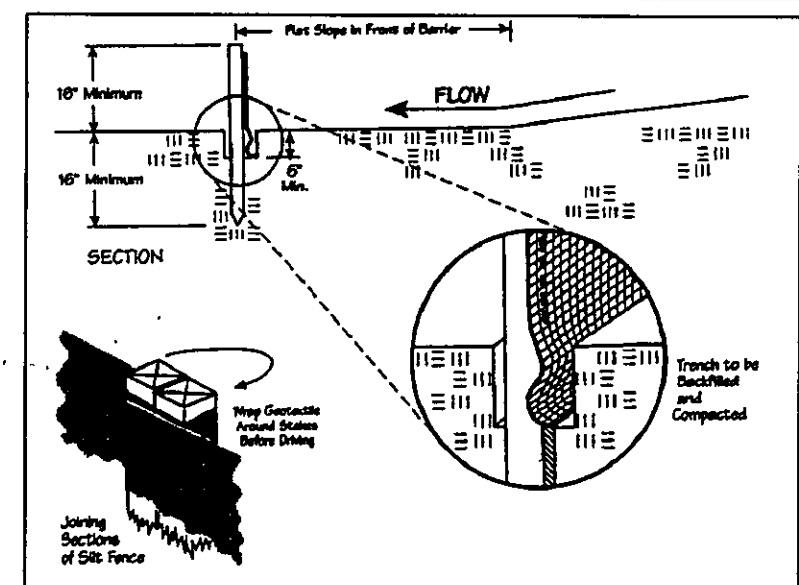 Flat Slope in Front of Barrier
16" Minimum
FLOW
16" Minimum
6"
Min.
SECTION
Trench to be
Backfilled
and
Compacted
Wrap Geotextile
Around Stakes
Before Driving
Joining
Sections
of Silt Fence